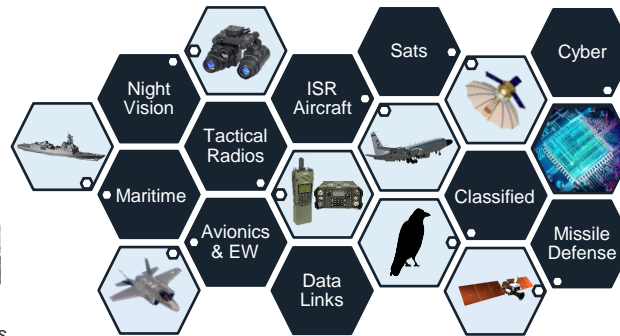 Sats
Cyber
Night
Vision
ISR
Aircraft
Tactical
Radios
Maritime
Classified
Avionics
& EW
Missile
Defense
Data
Links
s